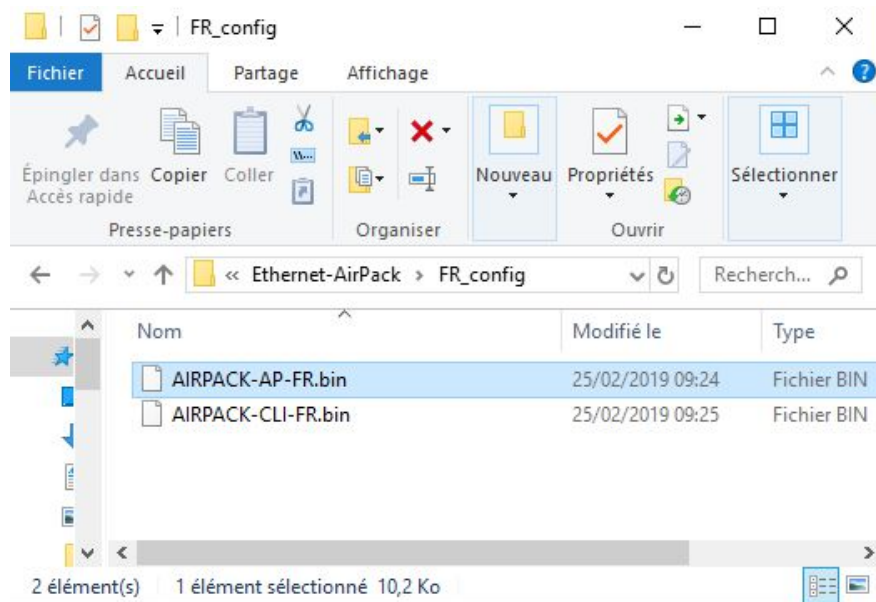 FR_config
Fichier Accueil Partage Affichage
Épingler dans Accès rapide
Copier
Coller
Presse-papiers
Organiser
Nouveau
Propriétés
Ouvrir
Sélectionner
« Ethernet-AirPack > FR_config
Recherch...
Nom Modifié le Type
AIRPACK-AP-FR.bin 25/02/2019 09:24 Fichier BIN
AIRPACK-CLI-FR.bin 25/02/2019 09:25 Fichier BIN
2 élément(s) 1 élément sélectionné 10,2 Ko